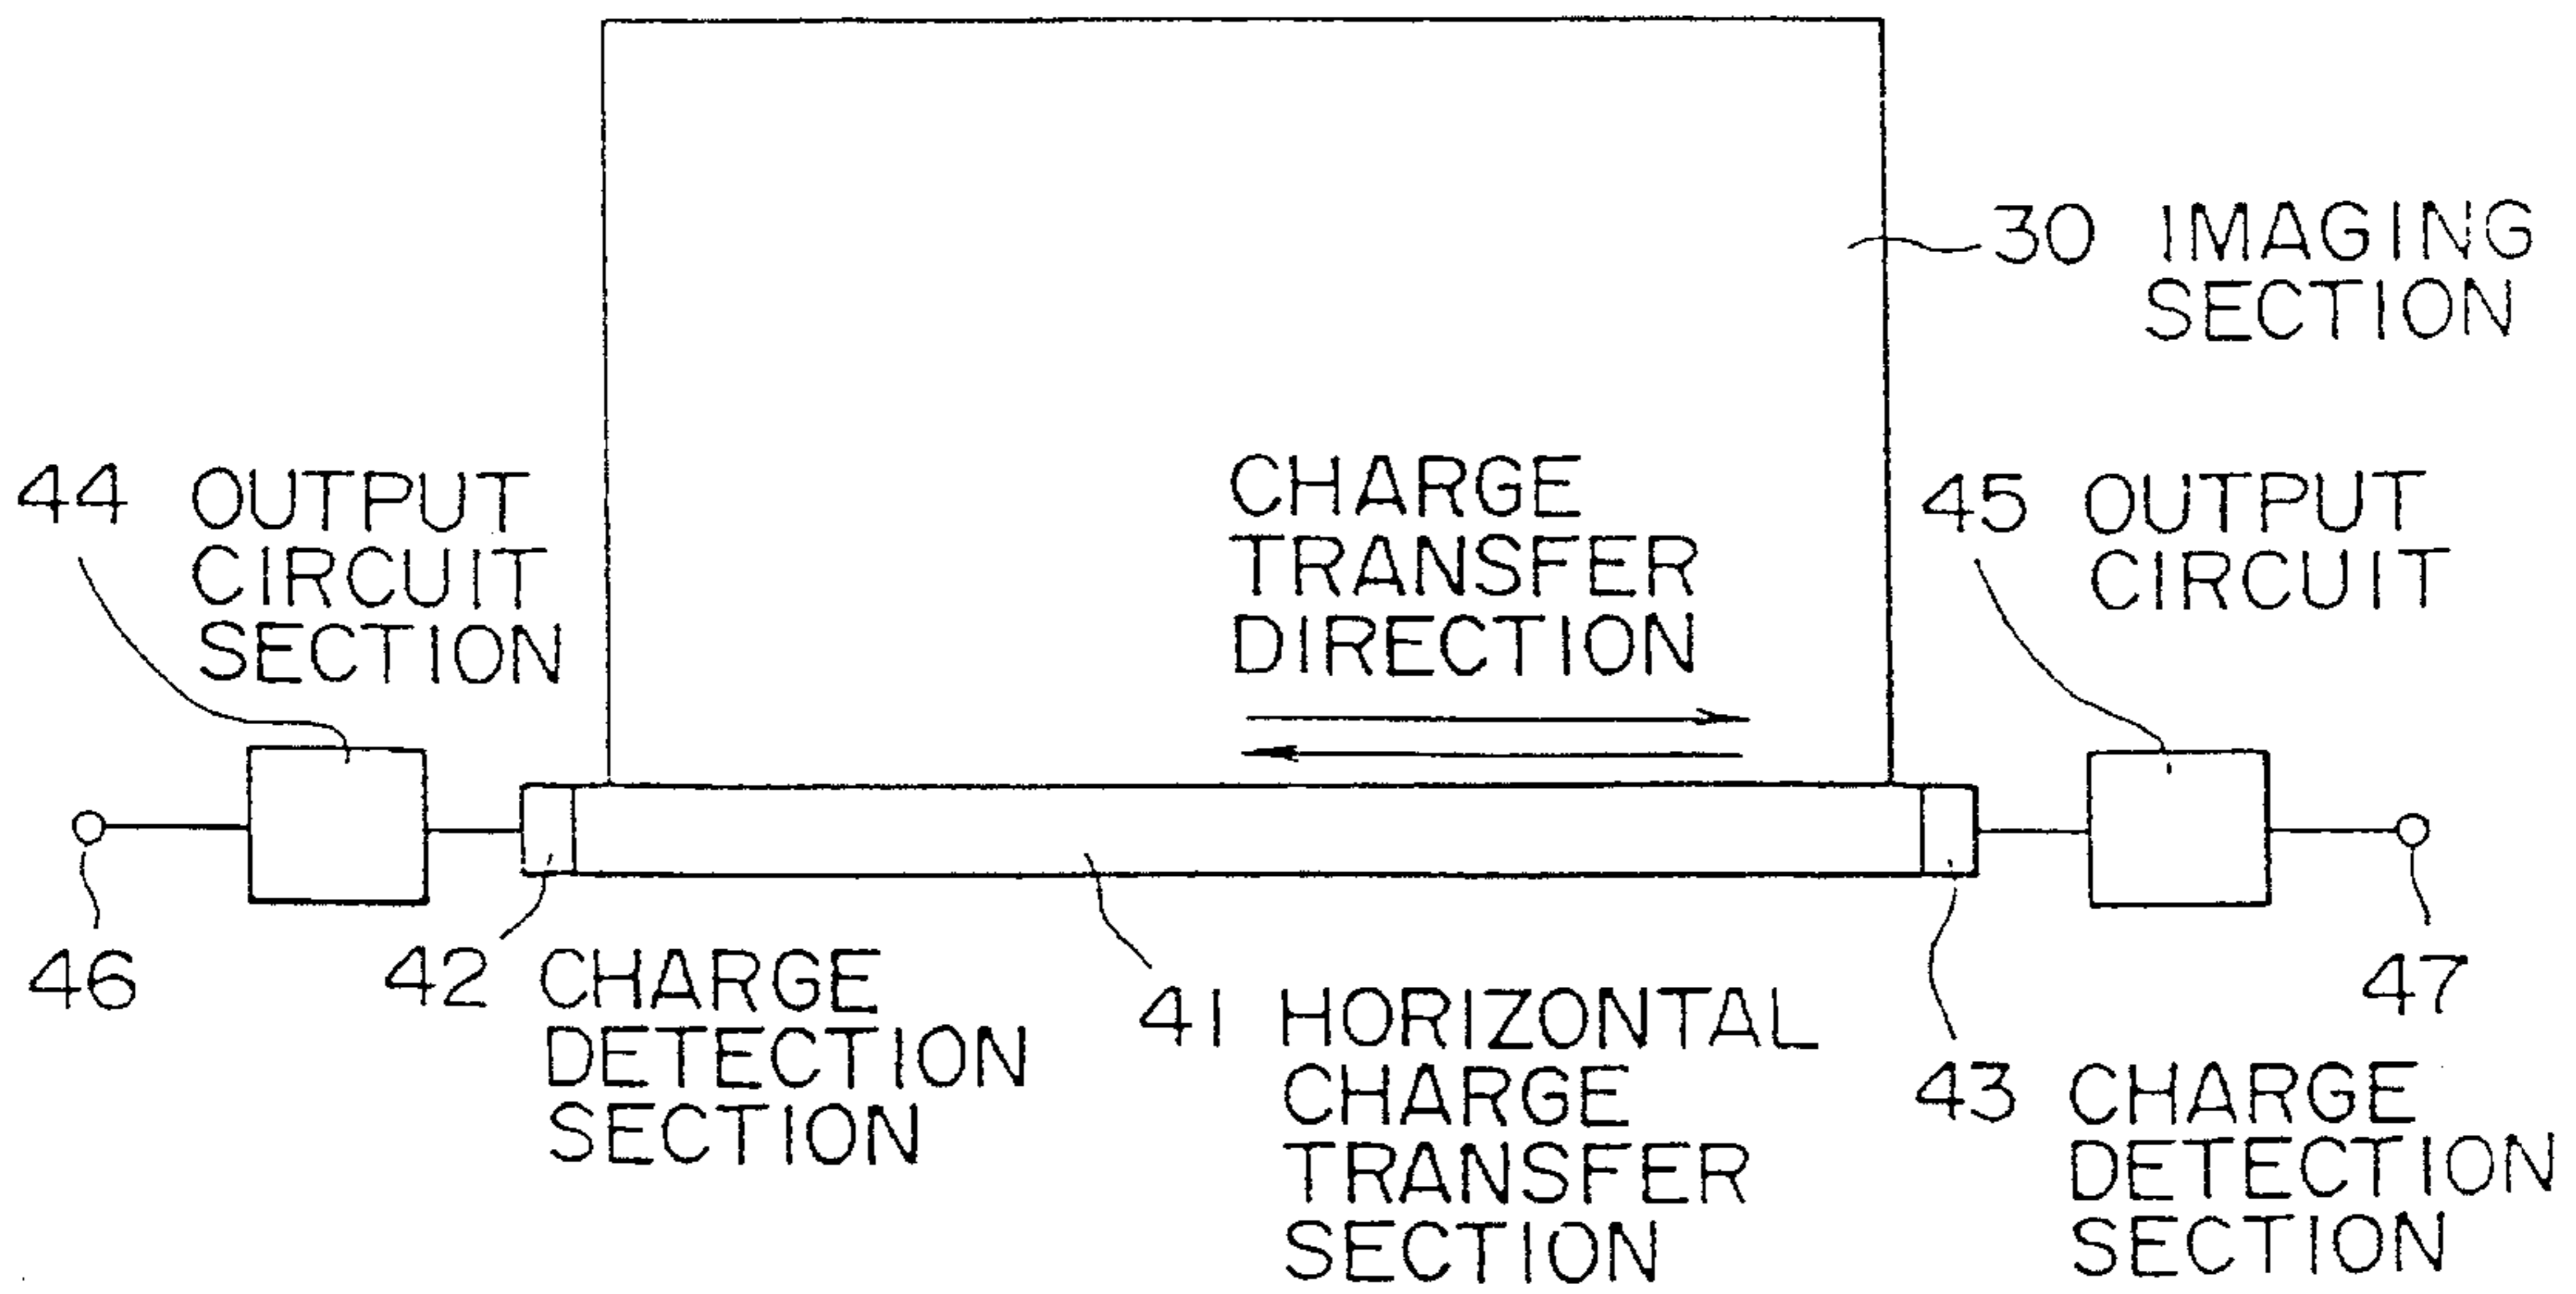 30 IMAGING
SECTION
44 OUTPUT
CIRCUIT
SECTION
CHARGE
TRANSFER
DIRECTION
45 OUTPUT
CIRCUIT
46
42 CHARGE
DETECTION
SECTION
41 HORIZONTAL
CHARGE
TRANSFER
SECTION
47
43 CHARGE
DETECTION
SECTION